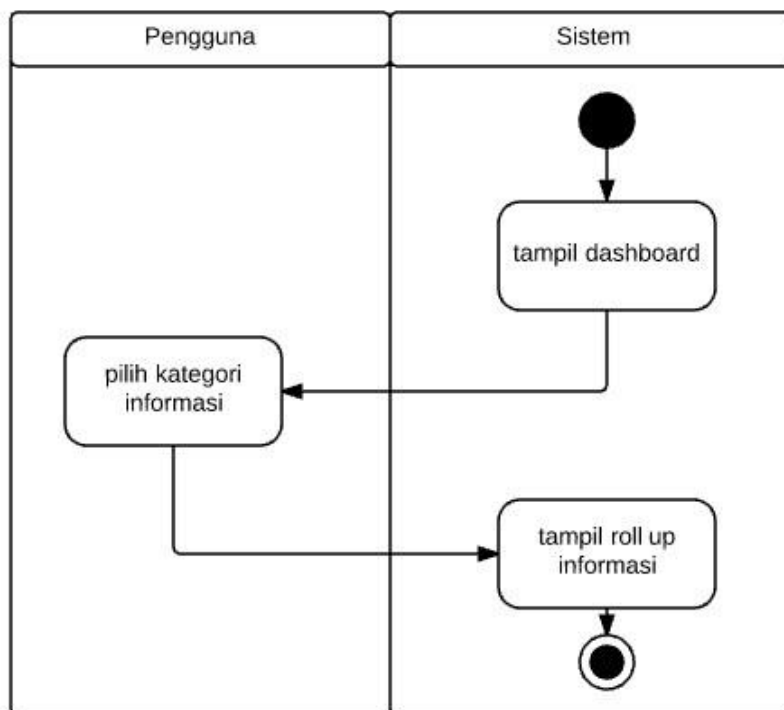 Pengguna
Sistem
tampil dashboard
pilih kategori
informasi
tampil roll up
informasi